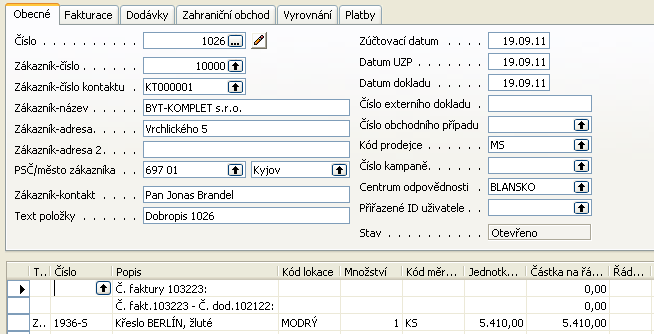 Obecné Fakturace Dodávky Zahraniční obchod Vyrovnání Platby
Číslo . . . . . . . . . . 1026 ...
Zákazník-číslo . . . . . 10000
Zákazník-číslo kontaktu . KT000001
Zákazník-název . . . . . BYT-KOMPLET s.r.o.
Zákazník-adresa. . . . . Vrchlického 5
Zákazník-adresa 2. . . .
PSČ/město zákazníka . . 697 01 Kyjov
Zákazník-kontakt . . . . Pan Jonas Brandel
Text položky . . . . . . Dobropis 1026
Zúčtovací datum . . . . . 19.09.11
Datum UZP . . . . . . . 19.09.11
Datum dokladu . . . . . 19.09.11
Číslo externího dokladu .
Číslo obchodního případu
Kód prodejce . . . . . . MS
Číslo kampaně. . . . . .
Centrum odpovědnosti . BLANSKO
Přiřazené ID uživatele . .
Stav . . . . . . . . . . Otevřeno
T.. Číslo Popis Kód lokace Množství Kód měr... Jednotk... Částka na řá... Řád...
Č. faktury 103223: 0,00
Č. fakt.103223 - Č. dod.102122: 0,00
Z.. 1936-S Křeslo BERLÍN, žluté MODRÝ 1 KS 5.410,00 5.410,00